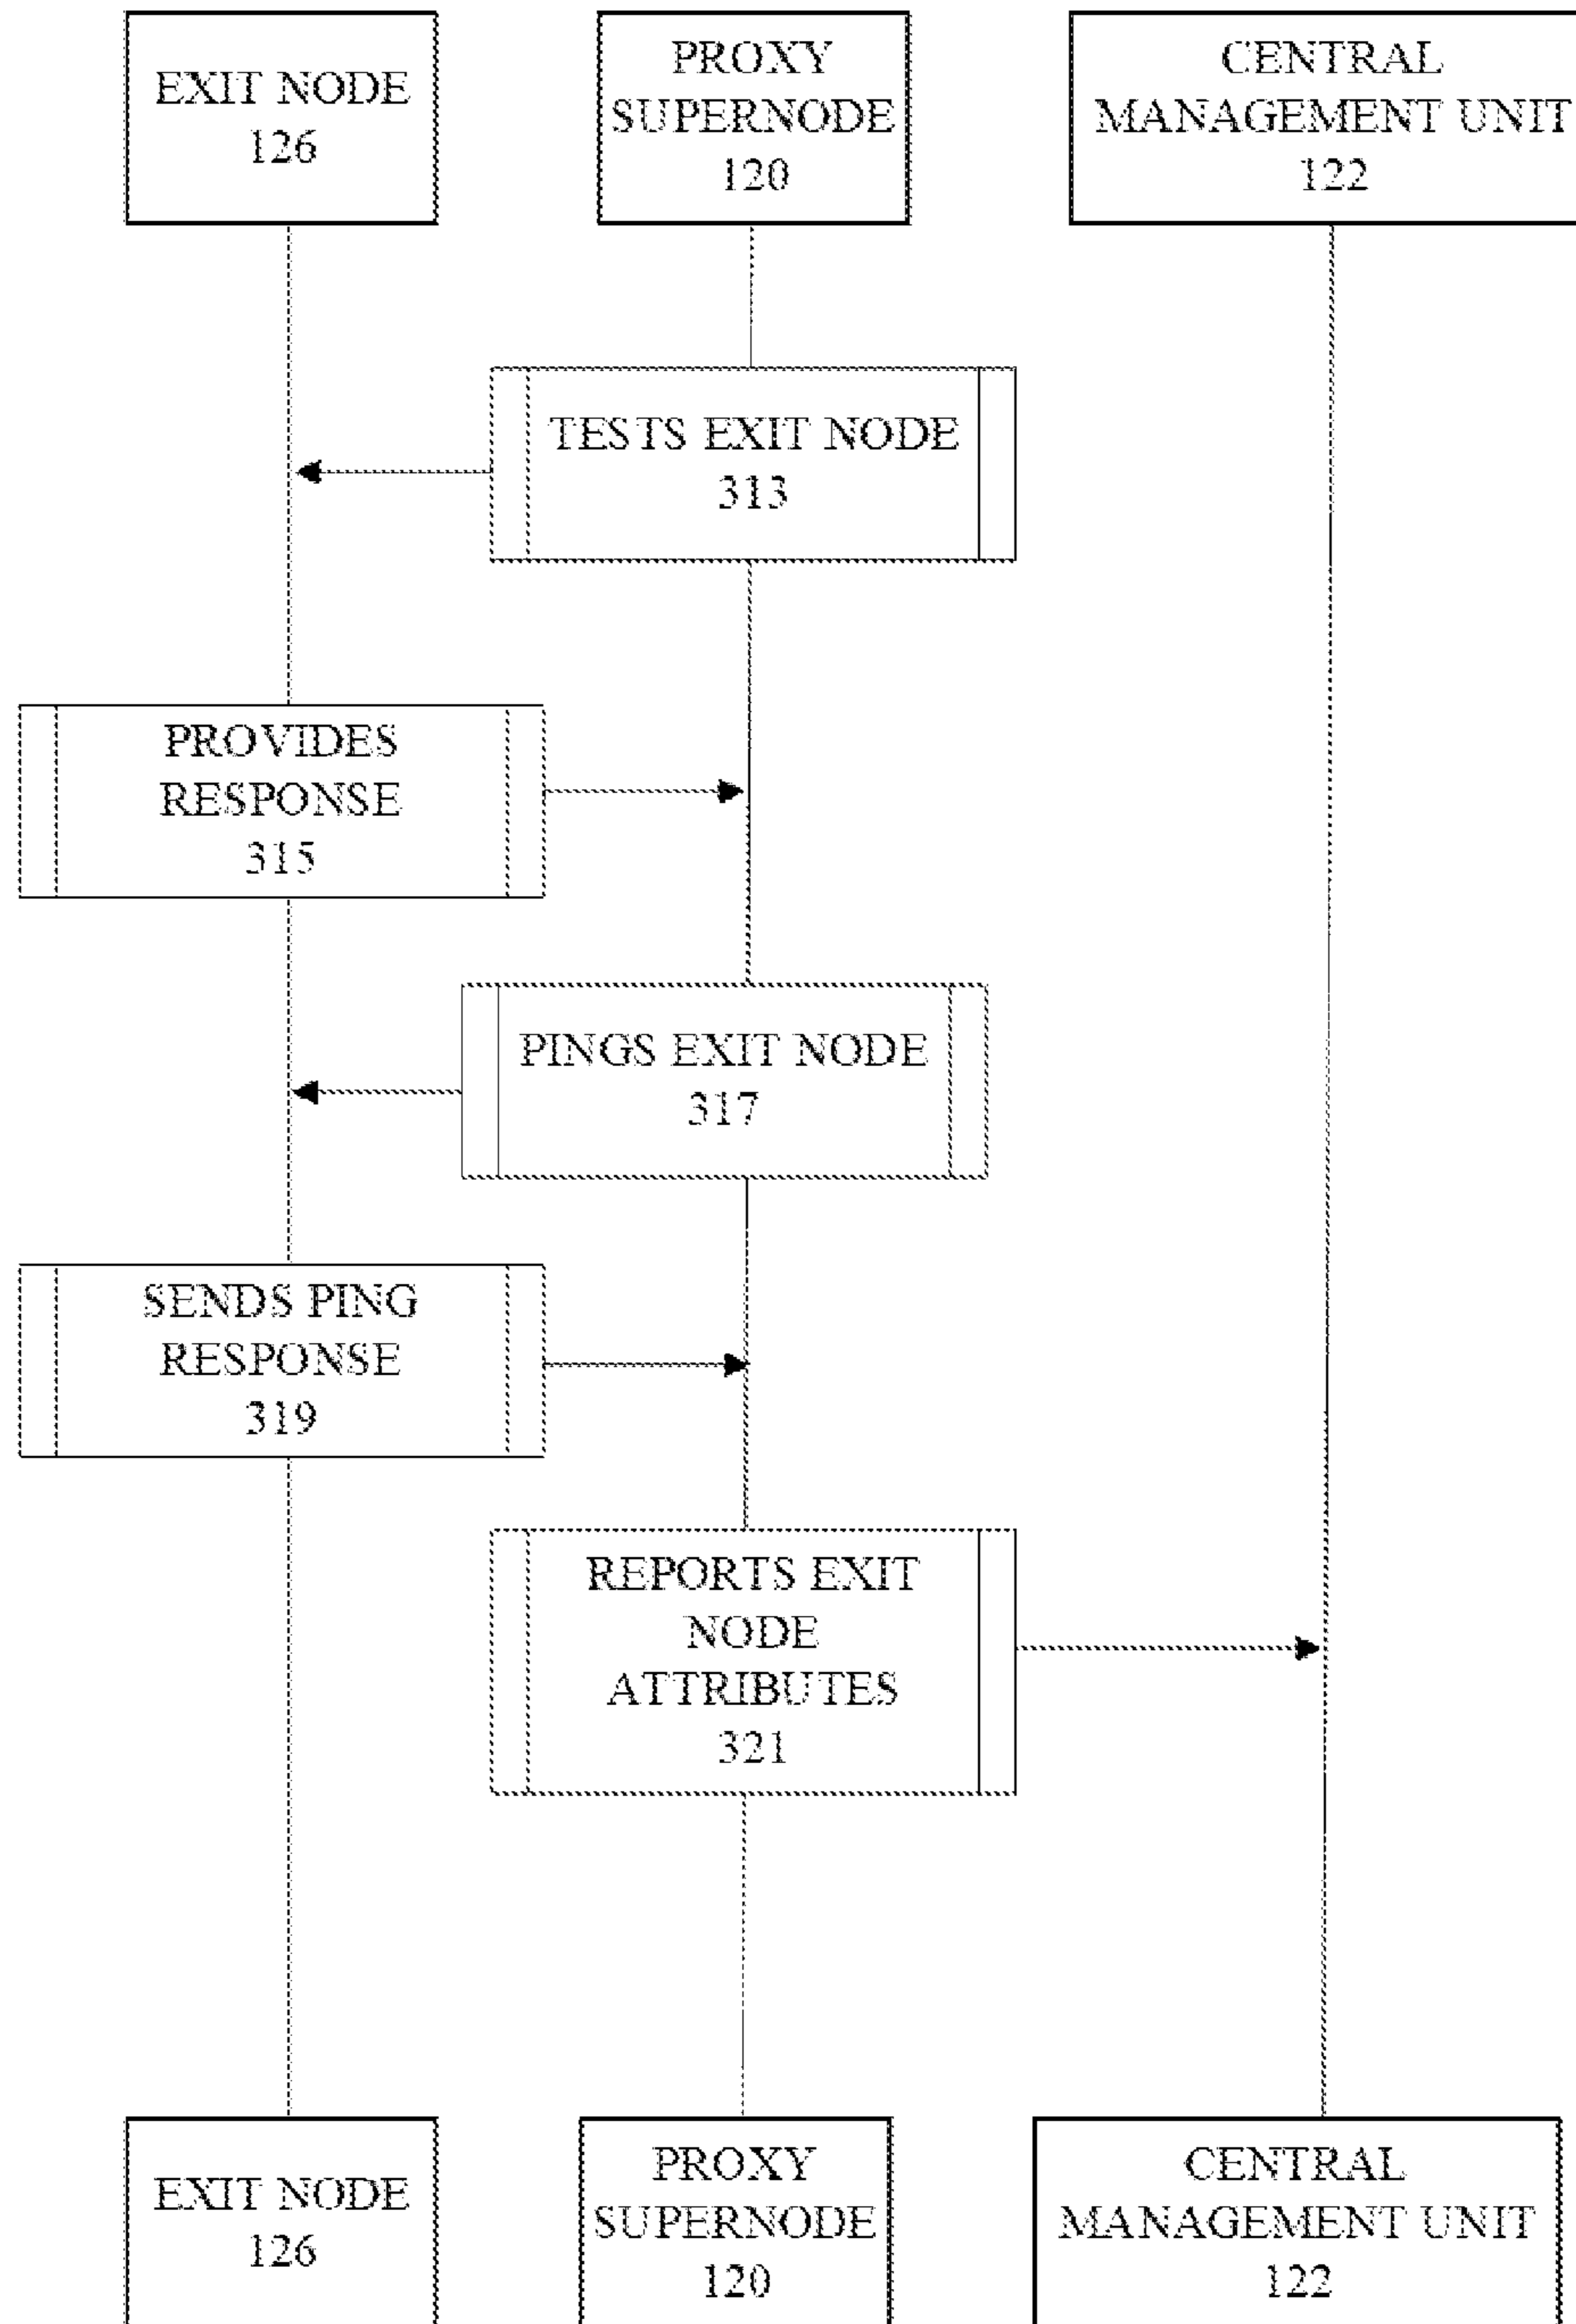 EXIT NODE
126
PROXY
SUPERNODE
120
CENTRAL
MANAGEMENT UNIT
122
TESTS EXIT NODE
313
PROVIDES
RESPONSE
315
PINGS EXIT NODE
317
SENDS PING
RESPONSE
319
REPORTS EXIT
NODE
ATTRIBUTES
321
EXIT NODE
126
PROXY
SUPERNODE
120
CENTRAL
MANAGEMENT UNIT
122